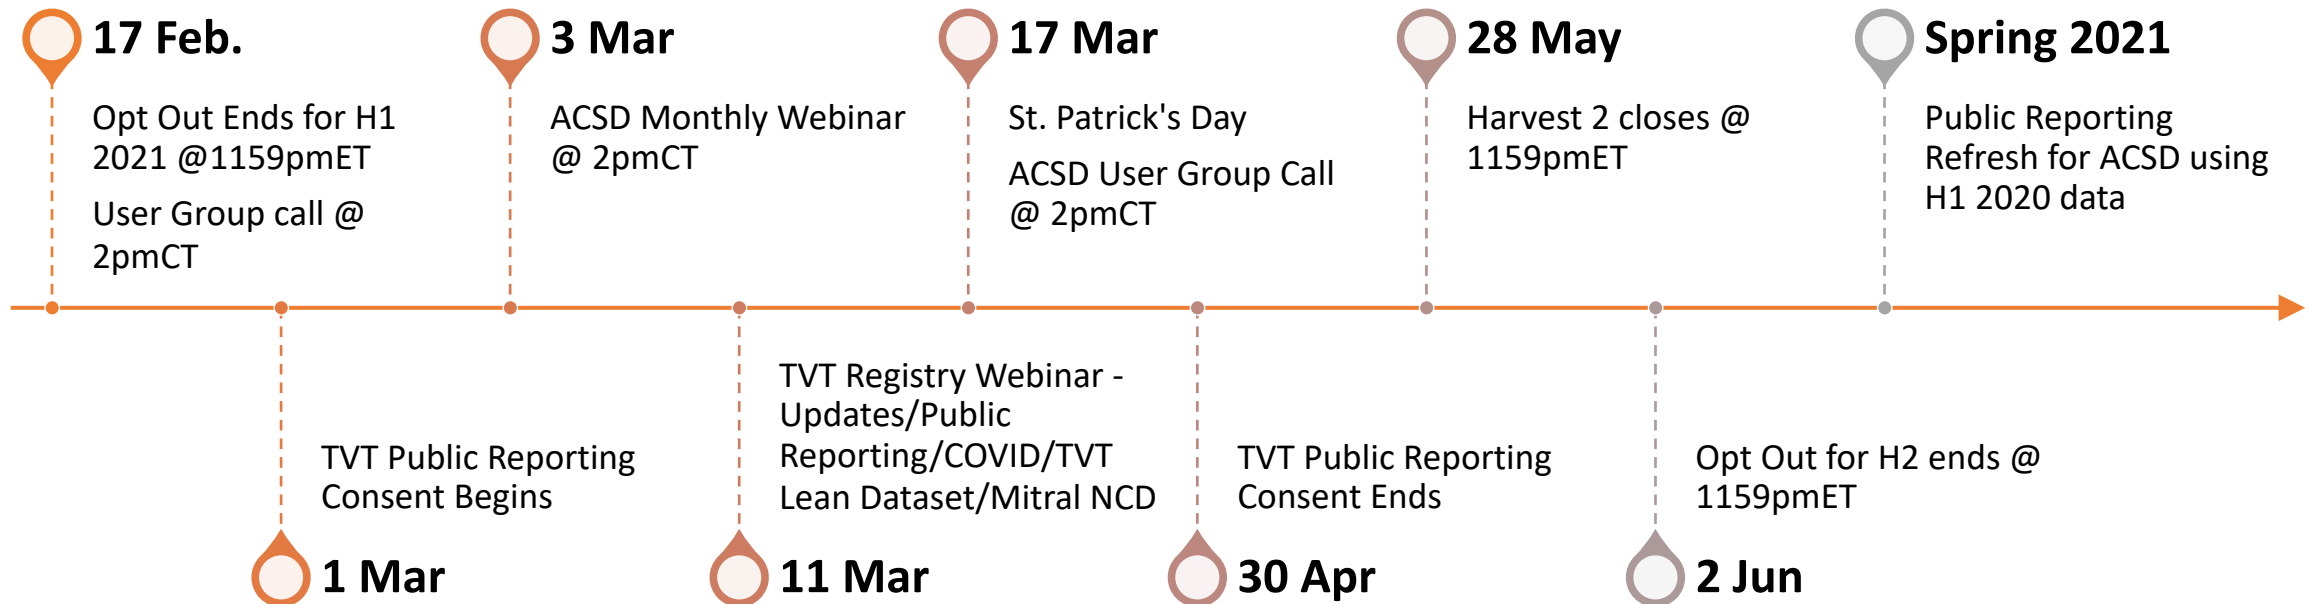 17 Feb.
Opt Out Ends for H1
2021 @1159pmET
User Group call @
2pmCT
1 Mar
TVT Public Reporting
Consent Begins
3 Mar
ACSD Monthly Webinar
@ 2pmCT
11 Mar
TVT Registry Webinar -
Updates/Public
Reporting/COVID/TVT
Lean Dataset/Mitral NCD
17 Mar
St. Patrick's Day
ACSD User Group Call
@ 2pmCT
30 Apr
TVT Public Reporting
Consent Ends
28 May
Harvest 2 closes @
1159pmET
2 Jun
Opt Out for H2 ends @
1159pmET
Spring 2021
Public Reporting
Refresh for ACSD using
H1 2020 data